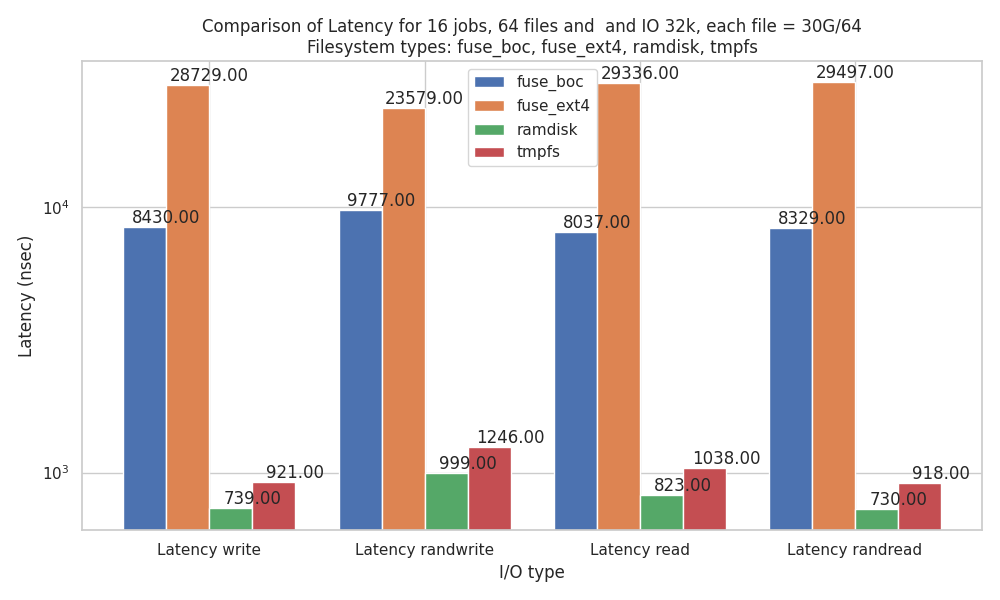 Comparison of Latency for 16 jobs, 64 files and  and IO 32k, each file = 30G/64
Filesystem types: fuse_boc, fuse_ext4, ramdisk, tmpfs
28729.00
23579.00
29336.00
29497.00
fuse_boc
fuse_ext4
ramdisk
tmpfs
8430.00
9777.00
8037.00
8329.00
739.00
921.00
999.00
1246.00
823.00
1038.00
730.00
918.00
10⁴
10³
Latency (nsec)
Latency write
Latency randwrite
Latency read
Latency randread
I/O type